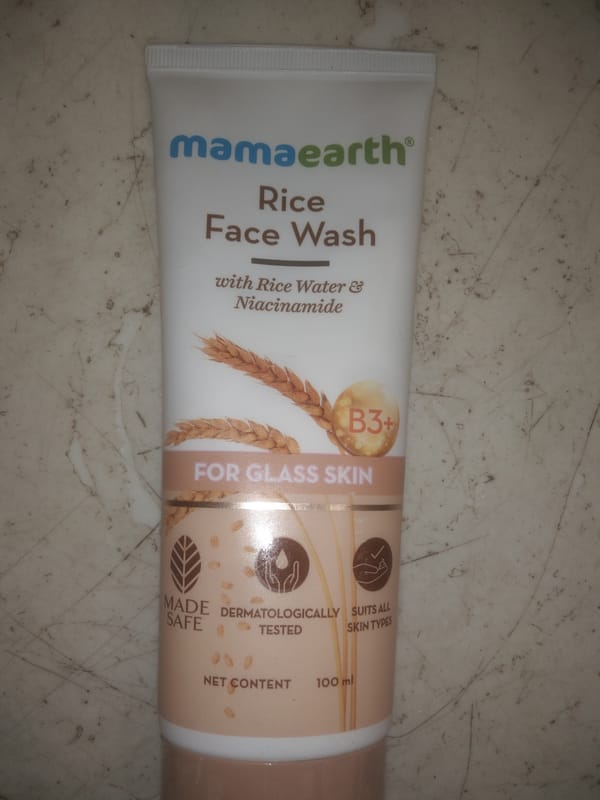 mamaearth®
Rice
Face Wash
with Rice Water &
Niacinamide
B3+
FOR GLASS SKIN
MADE
SAFE
DERMATOLOGICALLY
TESTED
SUITS ALL
SKIN TYPES
NET CONTENT 100 ml